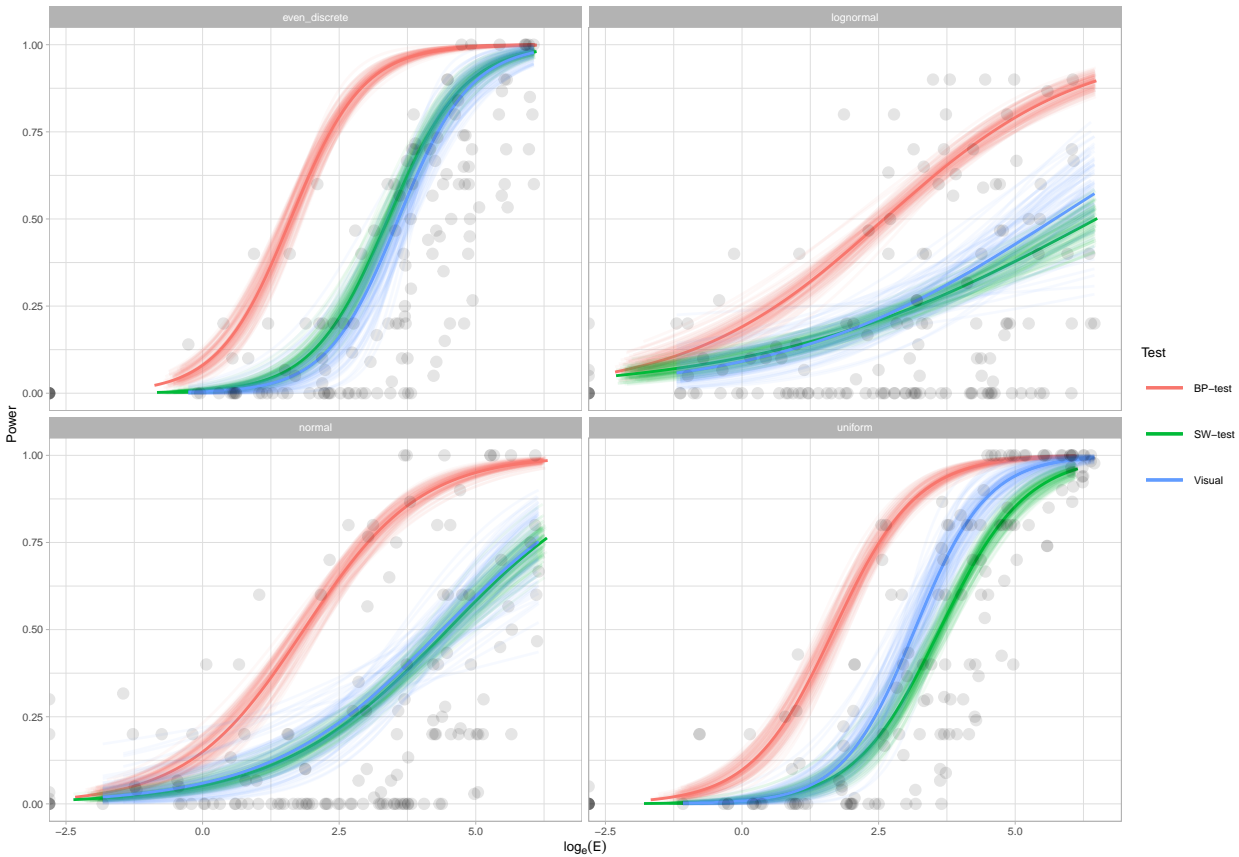 even_discrete
lognormal
1.00
0.75
0.50
0.25
0.00
normal
uniform
1.00
0.75
0.50
0.25
0.00
−2.5
0.0
2.5
5.0
−2.5
0.0
2.5
5.0
Power
logₑ(E)
Test
BP−test
SW−test
Visual